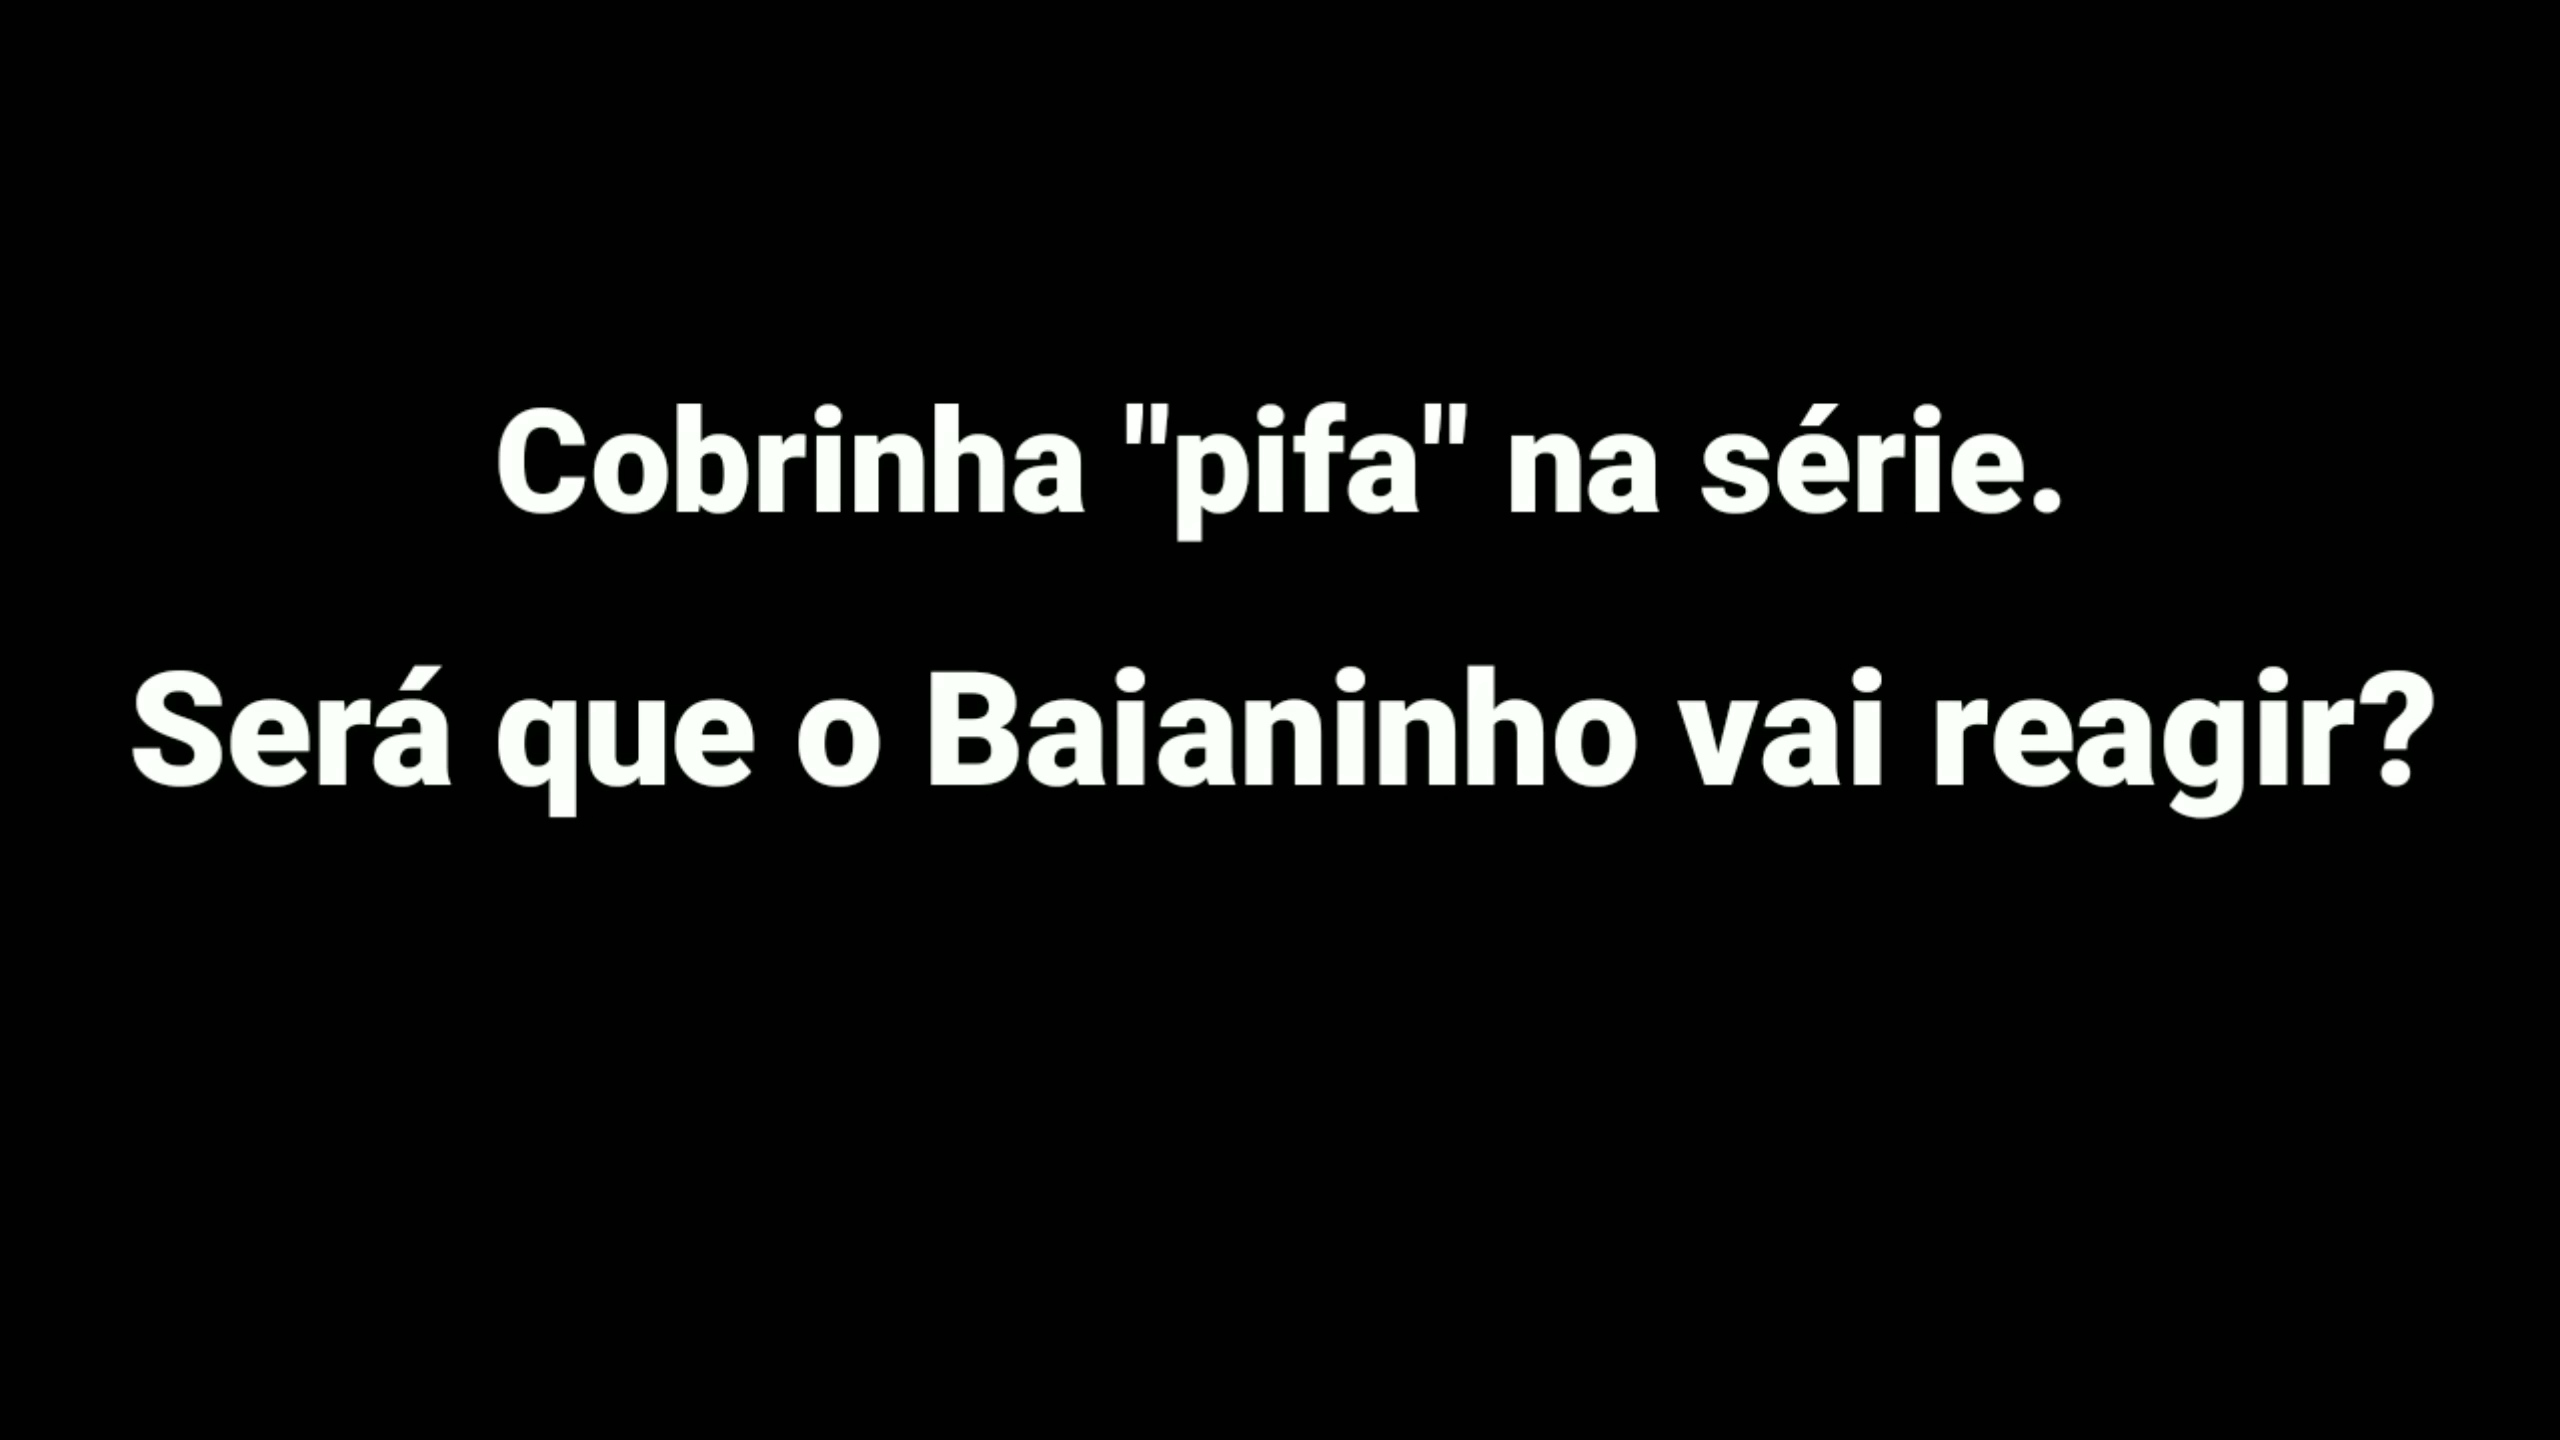 Cobrinha "pifa" na série.
Será que o Baianinho vai reagir?